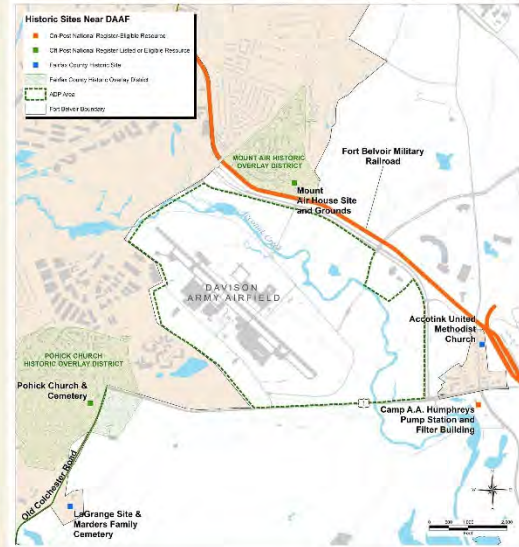 Historic Sites Near DAAF
On-Post National Register-Eligible Resource
Off-Post National Register Listed or Eligible Resource
Fairfax County Historic Site
Fairfax County Historic Overlay District
ADP Area
Fort Belvoir Boundary
MOUNT AIR HISTORIC
OVERLAY DISTRICT
Fort Belvoir Military
Railroad
Mount
Air House Site
and Grounds
DAVISON
ARMY AIRFIELD
Accotink United
Methodist
Church
POHICK CHURCH
HISTORIC OVERLAY DISTRICT
Pohick Church &
Cemetery
Camp A.A. Humphreys
Pump Station and
Filter Building
Old Colchester Road
LaGrange Site &
Marders Family
Cemetery
N
W E
S
Feet